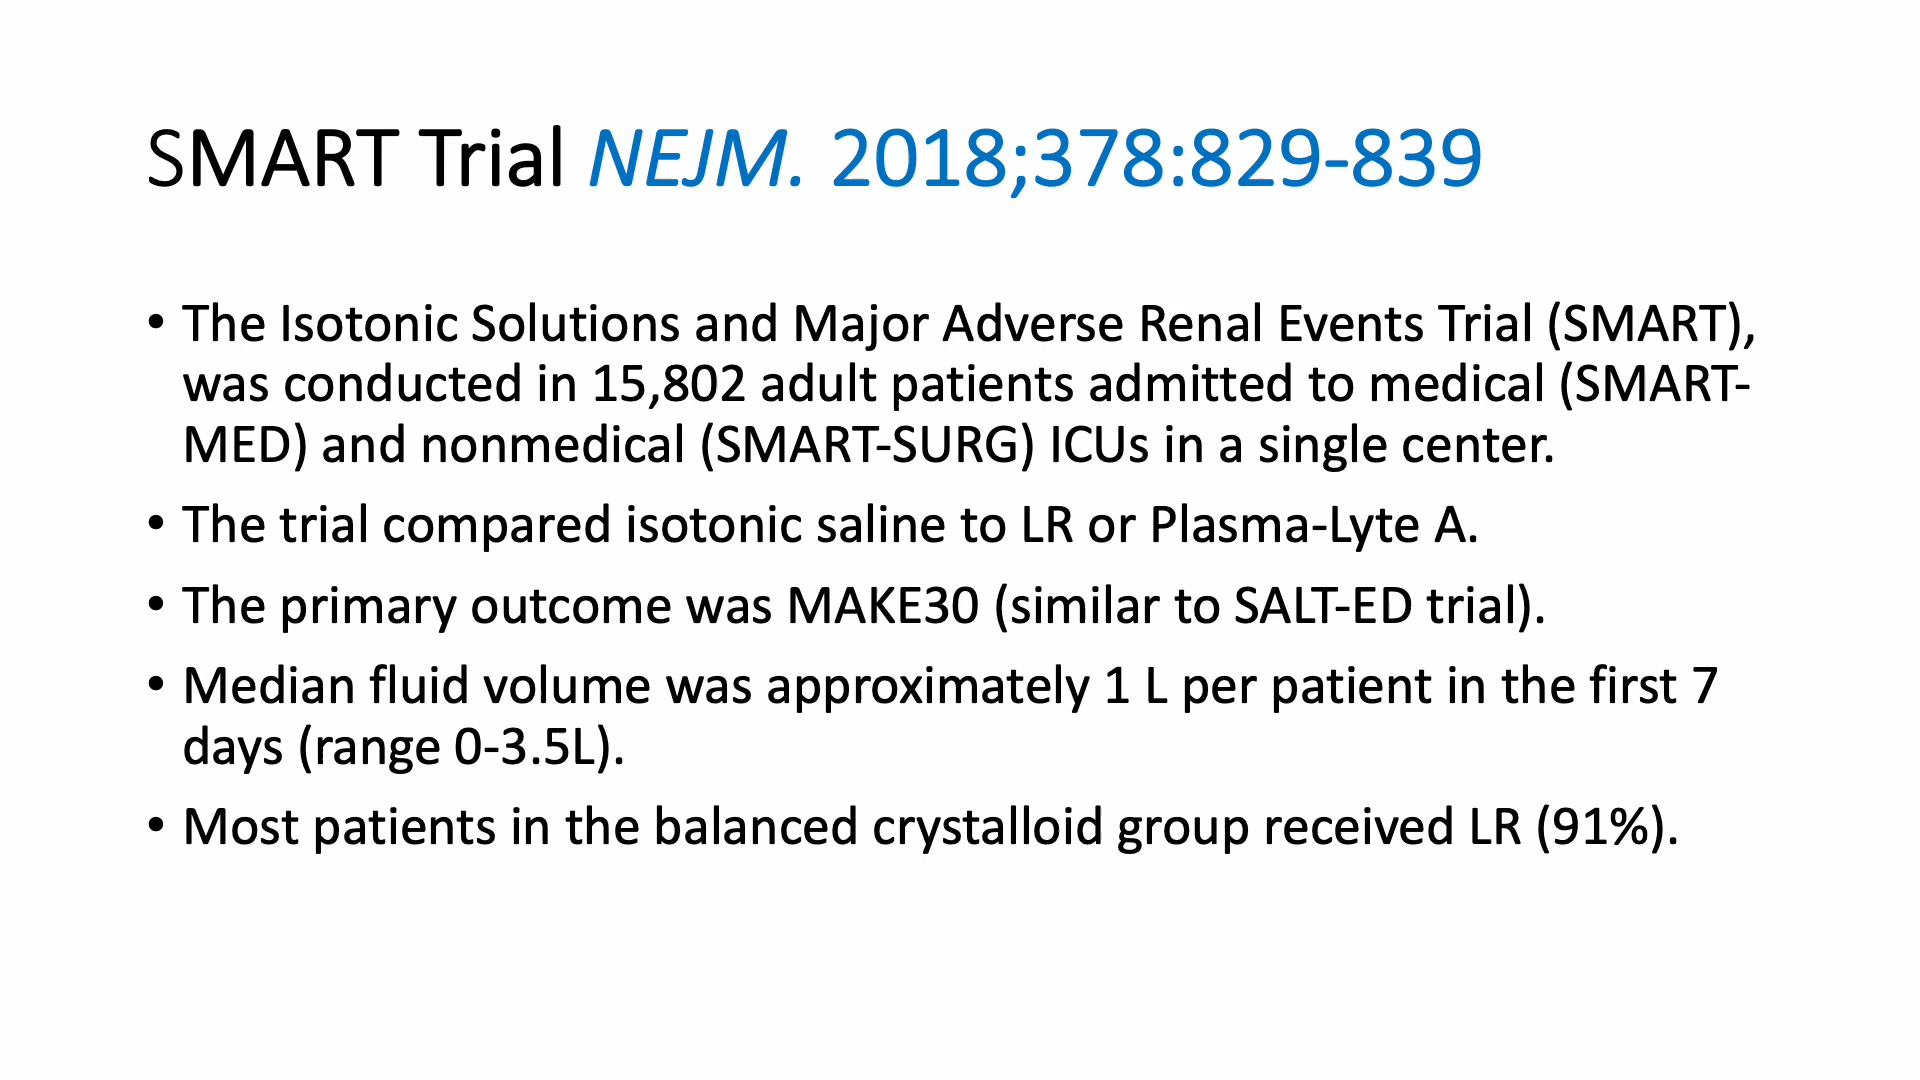 SMART Trial NEJM. 2018;378:829-839
• The Isotonic Solutions and Major Adverse Renal Events Trial (SMART),
was conducted in 15,802 adult patients admitted to medical (SMART-
MED) and nonmedical (SMART-SURG) ICUs in a single center.
• The trial compared isotonic saline to LR or Plasma-Lyte A.
• The primary outcome was MAKE30 (similar to SALT-ED trial).
• Median fluid volume was approximately 1 L per patient in the first 7
days (range 0-3.5L).
• Most patients in the balanced crystalloid group received LR (91%).